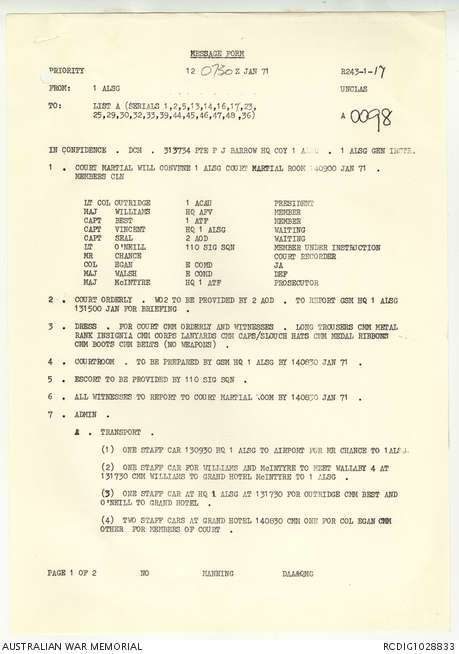 MESSAGE FORM
PRIORITY 12 0730 Z JAN 71 R243-1-17
FROM: 1 ALSG UNCLAS
TO: LIST A (SERIALS 1,2,5,13,14,16,17,23,
25,29,30,32,33,39,44,45,46,47,48 ,36) A 0098
IN CONFIDENCE . DCM . 313734 PTE P J BARROW HQ COY 1 ALSG . 1 ALSG GEN INSTR.
1 . COURT MARTIAL WILL CONVENE 1 ALSG COURT MARTIAL ROOM 140900 JAN 71 .
MEMBERS CLN
LT COL OUTRIDGE 1 ACAU PRESIDENT
MAJ WILLIAMS HQ AFV MEMBER
CAPT BEST 1 ATF MEMBER
CAPT VINCENT HQ 1 ALSG WAITING
CAPT SEAL 2 AOD WAITING
LT O'NEILL 110 SIG SQN MEMBER UNDER INSTRUCTION
MR CHANCE COURT RECORDER
COL EGAN E COMD JA
MAJ WALSH E COMD DEF
MAJ McINTYRE HQ 1 ATF PROSECUTOR
2 . COURT ORDERLY . WO2 TO BE PROVIDED BY 2 AOD . TO REPORT GSM HQ 1 ALSG
131500 JAN FOR BRIEFING .
3 . DRESS . FOR COURT CMM ORDERLY AND WITNESSES . LONG TROUSERS CMM METAL
RANK INSIGNIA CMM CORPS LANYARDS CMM CAPS/SLOUCH HATS CMM MEDAL RIBBONS
CMM BOOTS CMM BELTS (NO WEAPONS) .
4 . COURTROOM . TO BE PREPARED BY GSM HQ 1 ALSG BY 140830 JAN 71 .
5 . ESCORT TO BE PROVIDED BY 110 SIG SQN .
6 . ALL WITNESSES TO REPORT TO COURT MARTIAL ROOM BY 140830 JAN 71 .
7 . ADMIN .
A . TRANSPORT .
(1) ONE STAFF CAR 130930 HQ 1 ALSG TO AIRPORT FOR MR CHANCE TO 1ALSG.
(2) ONE STAFF CAR FOR WILLIAMS AND McINTYRE TO MEET WALLABY 4 AT
131730 CMM WILLIAMS TO GRAND HOTEL McINTYRE TO 1 ALSG .
(3) ONE STAFF CAR AT HQ 1 ALSG AT 131730 FOR OUTRIDGE CMM BEST AND
O'NEILL TO GRAND HOTEL .
(4) TWO STAFF CARS AT GRAND HOTEL 140830 CMM ONE FOR COL EGAN CMM
OTHER FOR MEMBERS OF COURT .
PAGE 1 OF 2 NO MANNING DAA&QMG
AUSTRALIAN WAR MEMORIAL RCDIG1028833